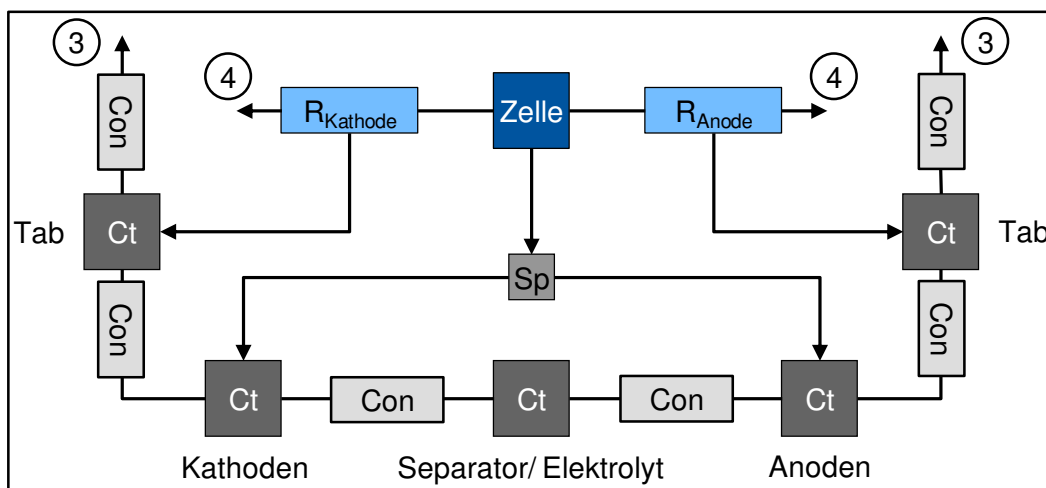 3
3
4
4
Con
R_Kathode
Zelle
R_Anode
Con
Tab
Ct
Ct
Tab
Sp
Con
Con
Ct
Con
Ct
Con
Ct
Kathoden
Separator/ Elektrolyt
Anoden